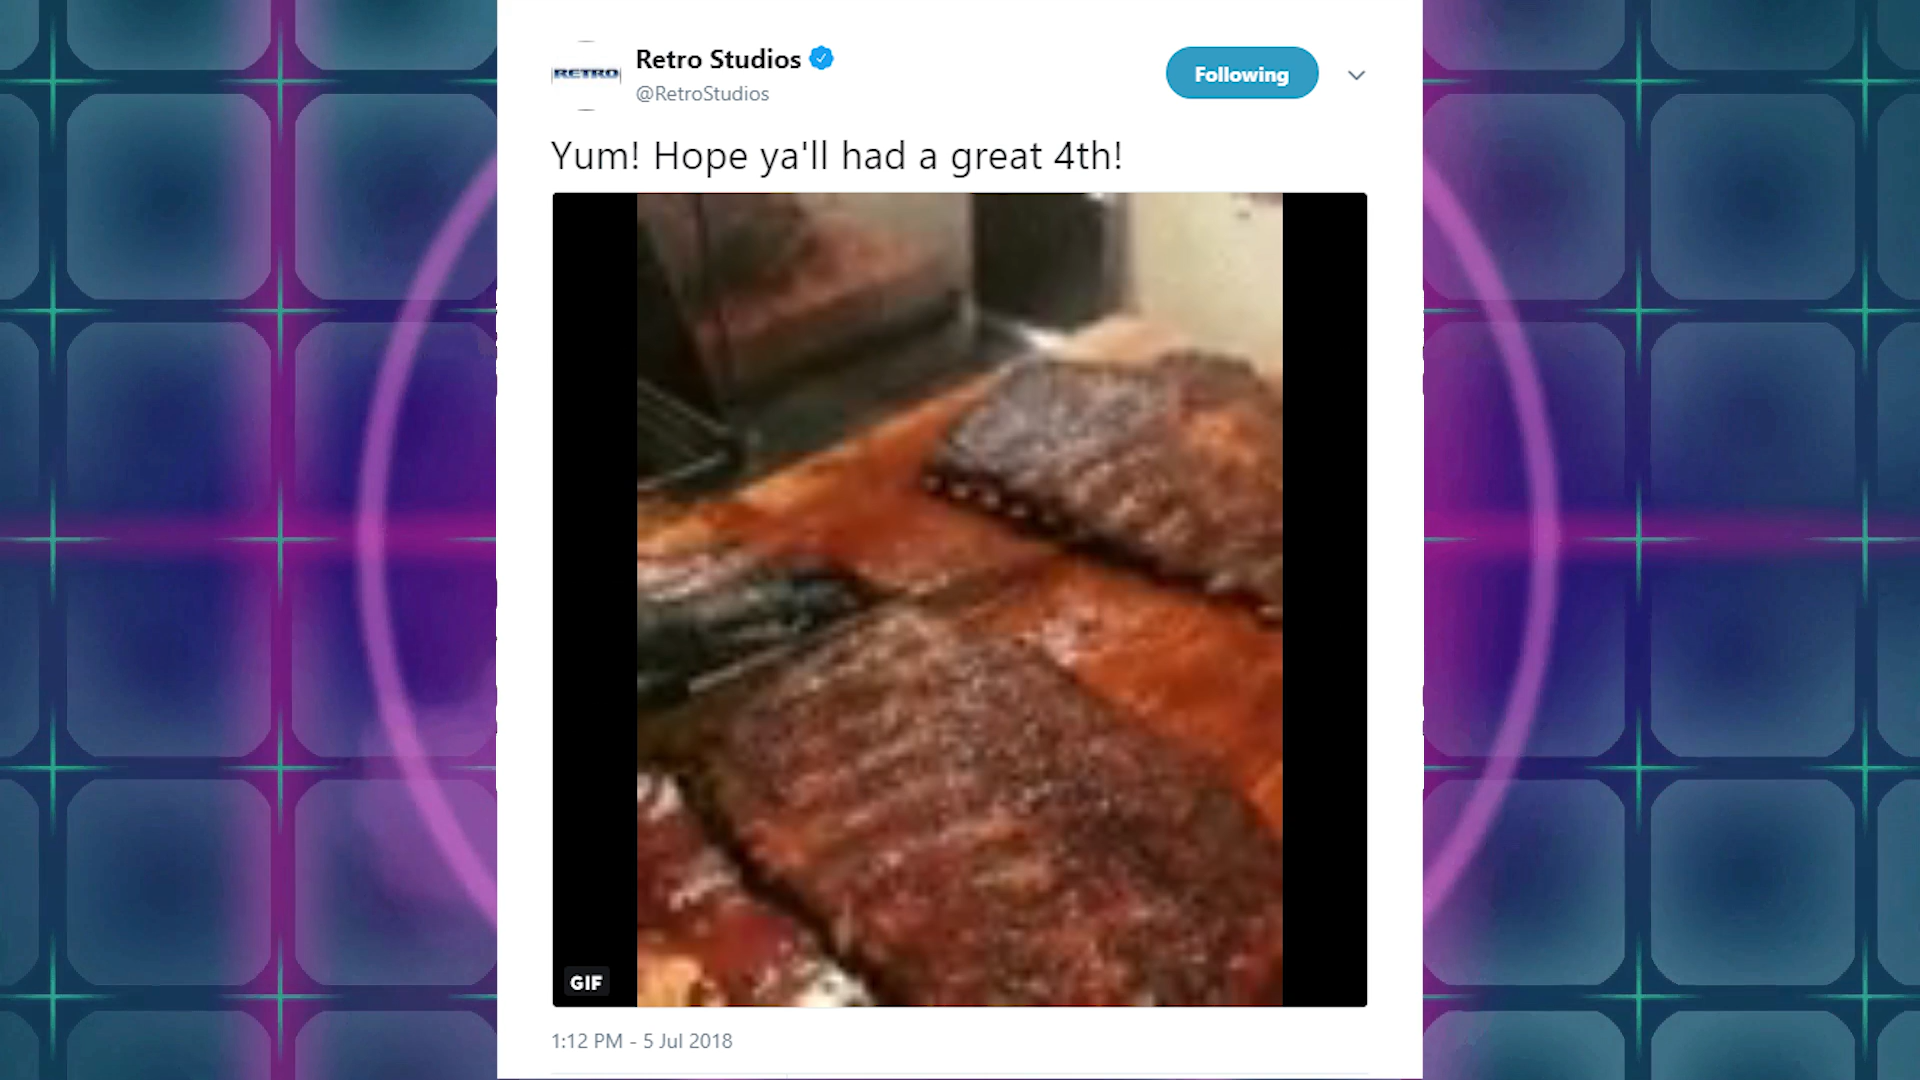 RETRO
Retro Studios
@RetroStudios
Following
Yum! Hope ya'll had a great 4th!
GIF
1:12 PM - 5 Jul 2018